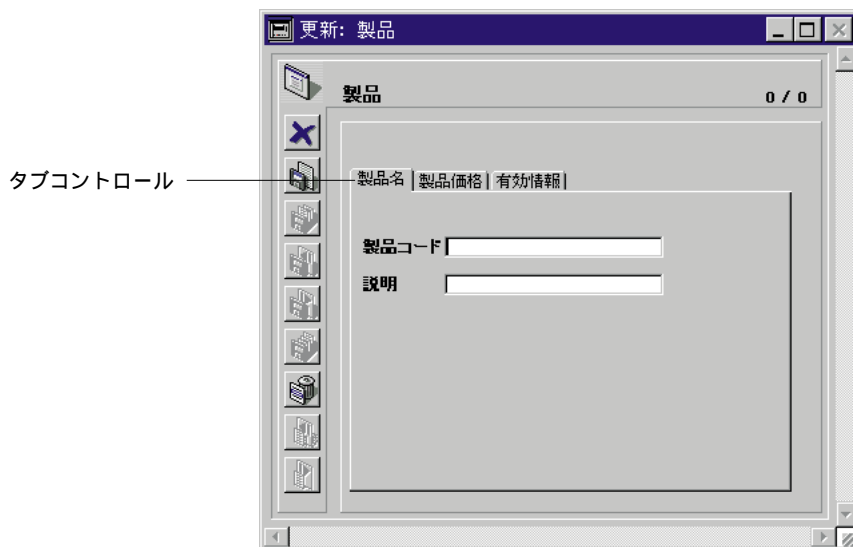 更新: 製品
製品
0 / 0
タブコントロール
製品名 製品価格 有効情報
製品コード
説明